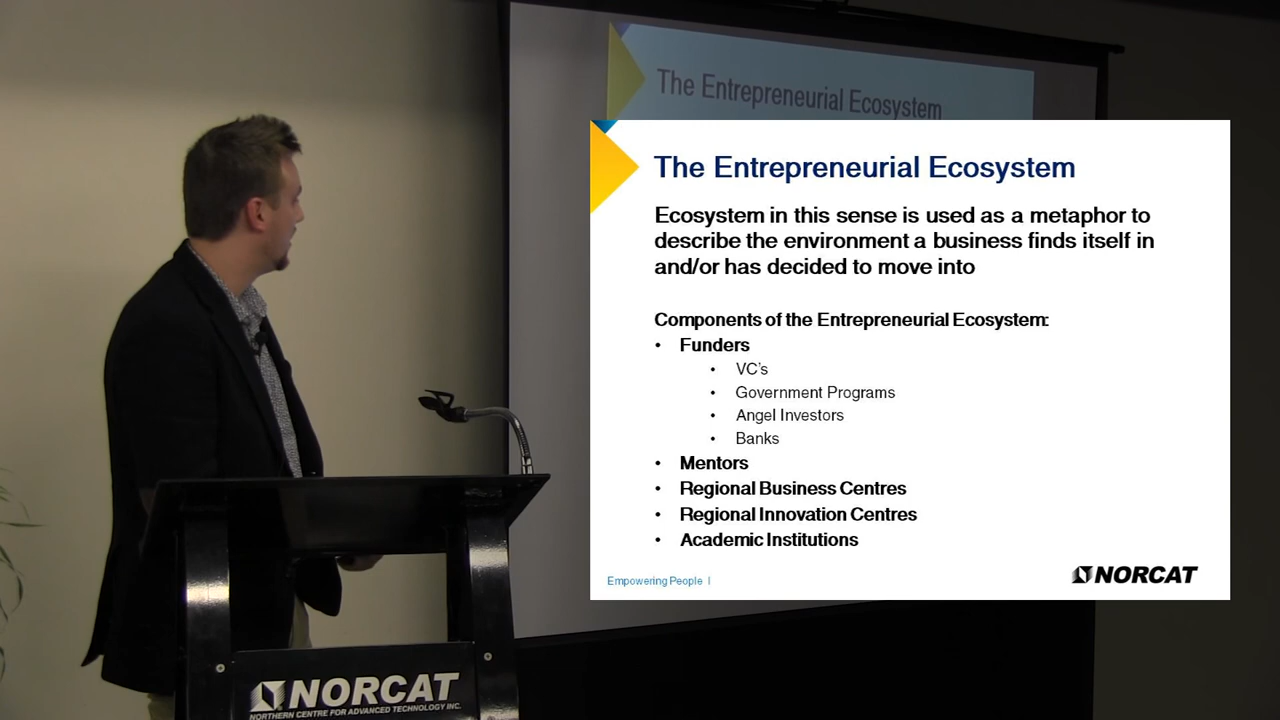 The Entrepreneurial Ecosystem
The Entrepreneurial Ecosystem
Ecosystem in this sense is used as a metaphor to
describe the environment a business finds itself in
and/or has decided to move into
Components of the Entrepreneurial Ecosystem:
• Funders
• VC's
• Government Programs
• Angel Investors
• Banks
• Mentors
• Regional Business Centres
• Regional Innovation Centres
• Academic Institutions
Empowering People |
NORCAT
NORCAT
NORTHERN CENTRE FOR ADVANCED TECHNOLOGY INC.